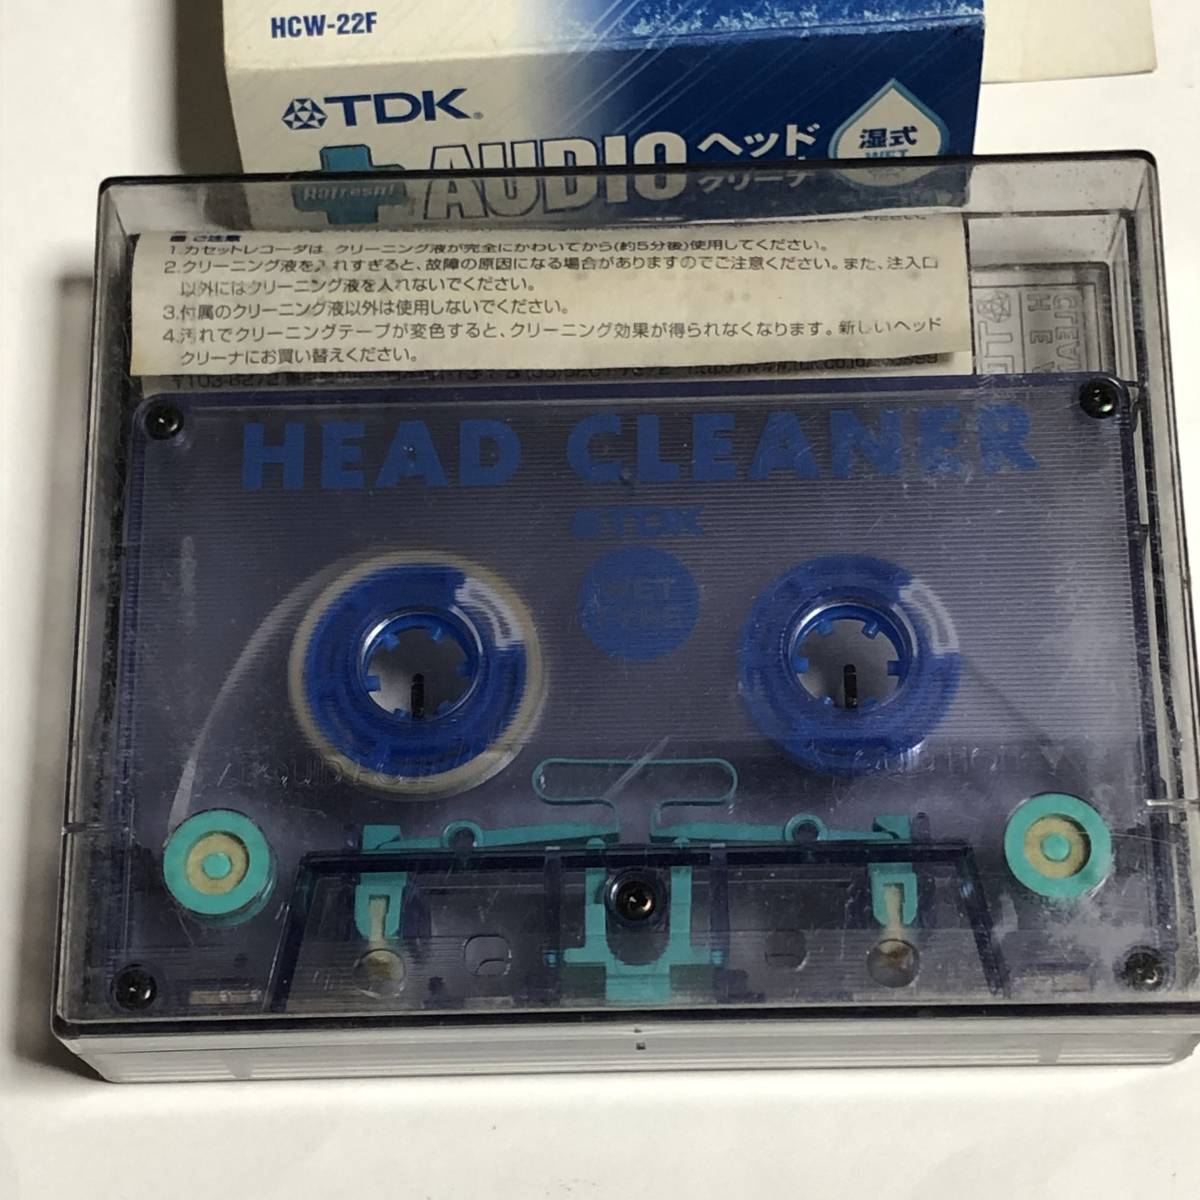 HCW-22F
TDK
AUDIO ヘッド
クリーナ
湿式
WET
Refresh!
ご注意
1.カセットレコーダは、クリーニング液が完全にかわいてから(約5分後)使用してください。
2.クリーニング液を入れすぎると、故障の原因になる場合がありますのでご注意ください。また、注入口
以外にはクリーニング液を入れないでください。
3.付属のクリーニング液以外は使用しないでください。
4.汚れでクリーニングテープが変色すると、クリーニング効果が得られなくなります。新しいヘッド
クリーナにお買い替えください。
〒103-8272
HEAD CLEANER
TDK
WET
TYPE